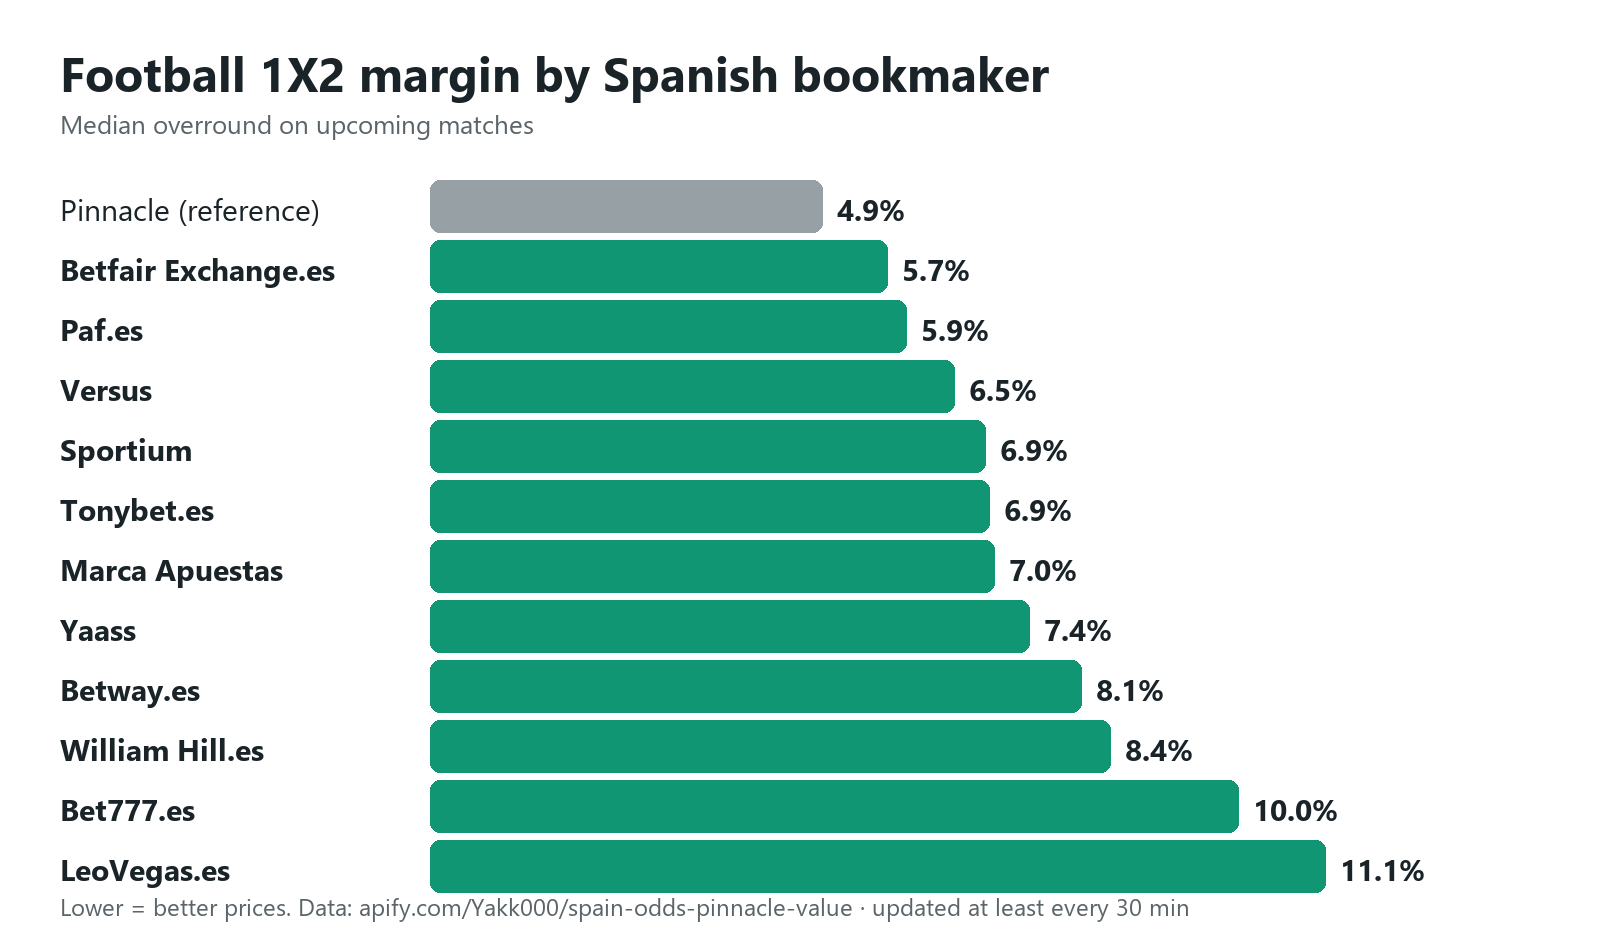 Football 1X2 margin by Spanish bookmaker
Median overround on upcoming matches
Pinnacle (reference) 4.9%
Betfair Exchange.es 5.7%
Paf.es 5.9%
Versus 6.5%
Sportium 6.9%
Tonybet.es 6.9%
Marca Apuestas 7.0%
Yaass 7.4%
Betway.es 8.1%
William Hill.es 8.4%
Bet777.es 10.0%
LeoVegas.es 11.1%
Lower = better prices. Data: apify.com/Yakk000/spain-odds-pinnacle-value · updated at least every 30 min